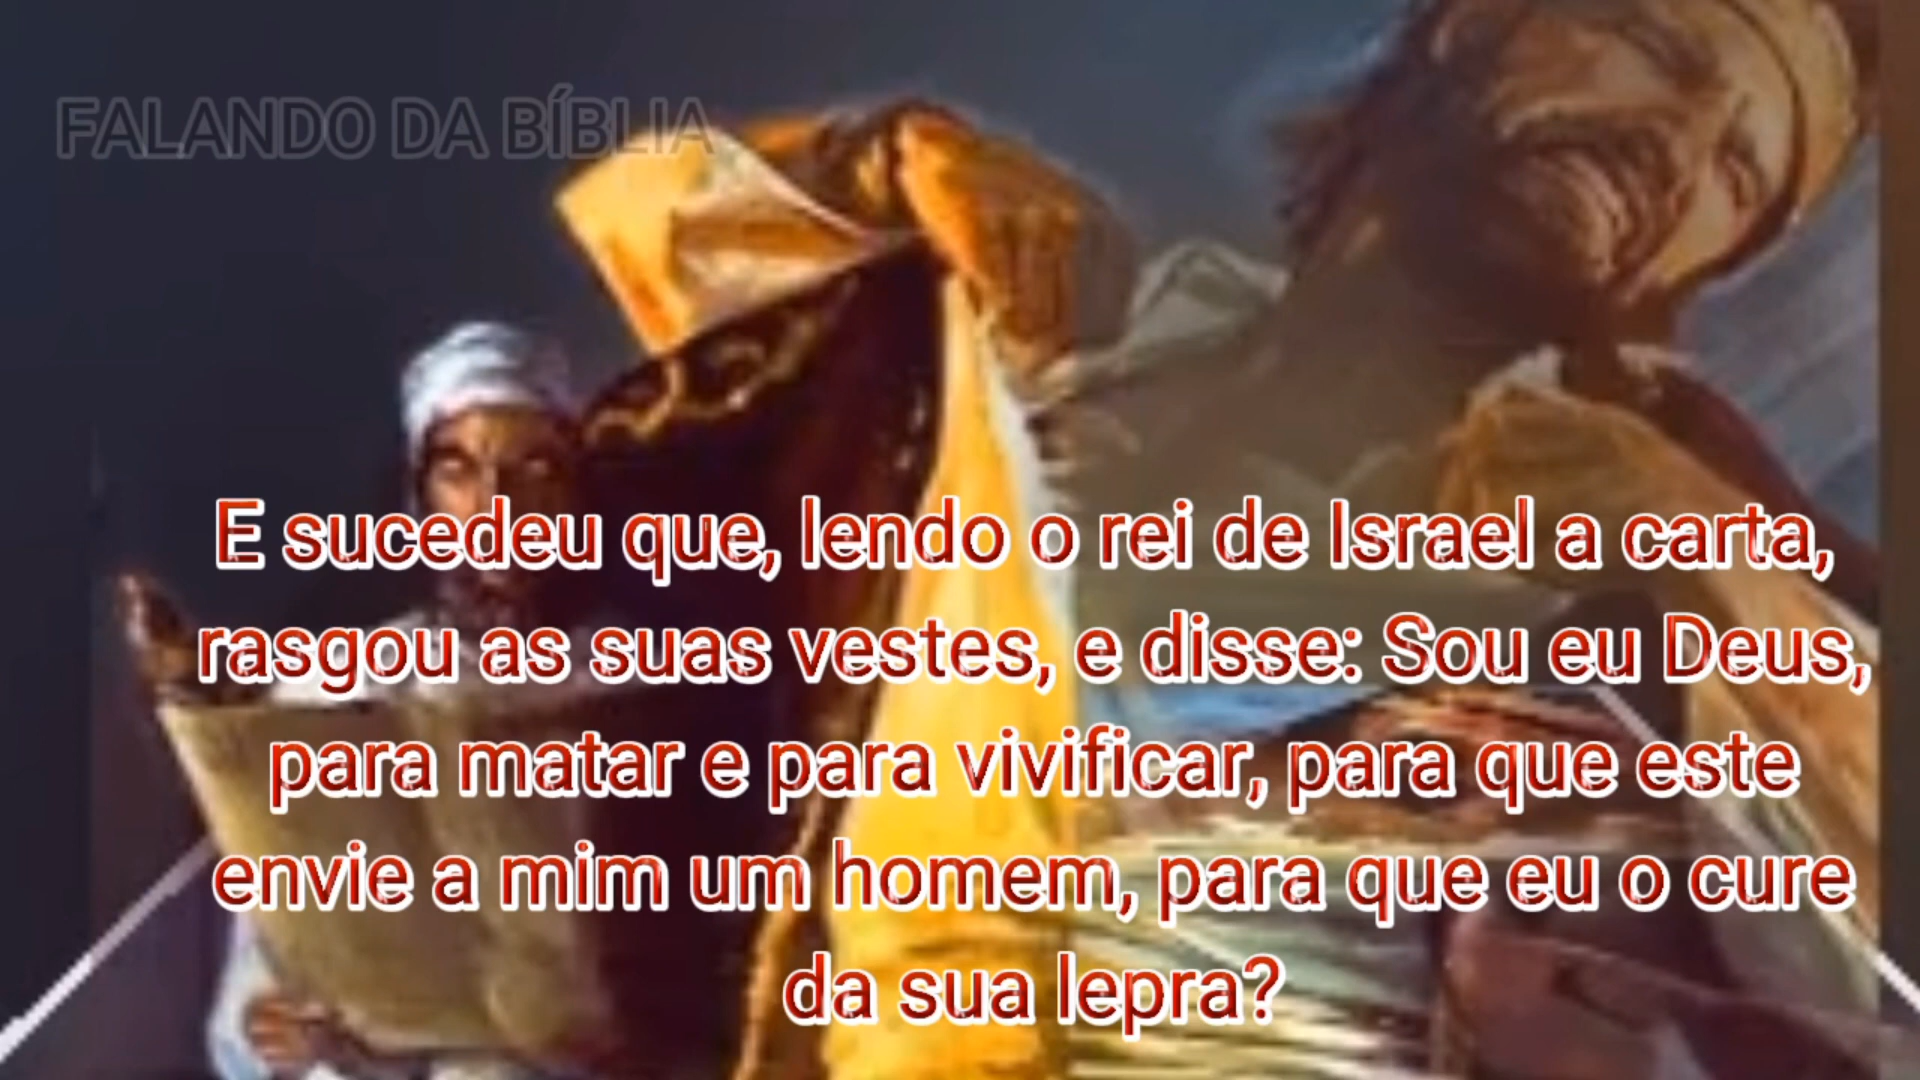 FALANDO DA BÍBLIA
E sucedeu que, lendo o rei de Israel a carta,
rasgou as suas vestes, e disse: Sou eu Deus,
para matar e para vivificar, para que este
envie a mim um homem, para que eu o cure
da sua lepra?